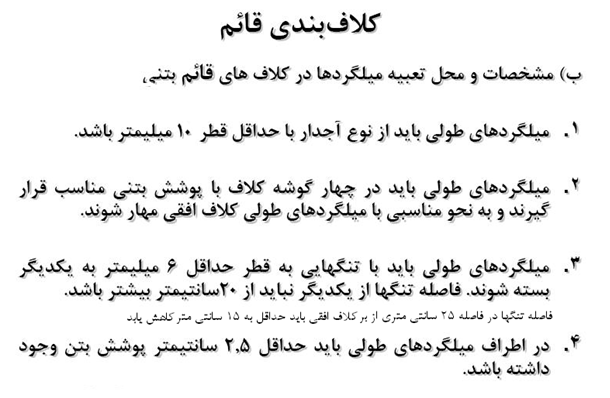 کلاف‌بندی قائم
ب) مشخصات و محل تعبیه میلگردها در کلاف های قائم بتنی
۱. میلگردهای طولی باید از نوع آجدار با حداقل قطر ۱۰ میلیمتر باشد.
۲. میلگردهای طولی باید در چهار گوشه کلاف با پوشش بتنی مناسب قرار
گیرند و به نحو مناسبی با میلگردهای طولی کلاف افقی مهار شوند.
۳. میلگردهای طولی باید با تنگهایی به قطر حداقل ۶ میلیمتر به یکدیگر
بسته شوند. فاصله تنگها از یکدیگر نباید از ۲۰سانتیمتر بیشتر باشد.
فاصله تنگها در فاصله ۲۵ سانتی متری از بر کلاف افقی باید حداقل به ۱۵ سانتی متر کاهش یابد
۴. در اطراف میلگردهای طولی باید حداقل ۲٫۵ سانتیمتر پوشش بتن وجود
داشته باشد.